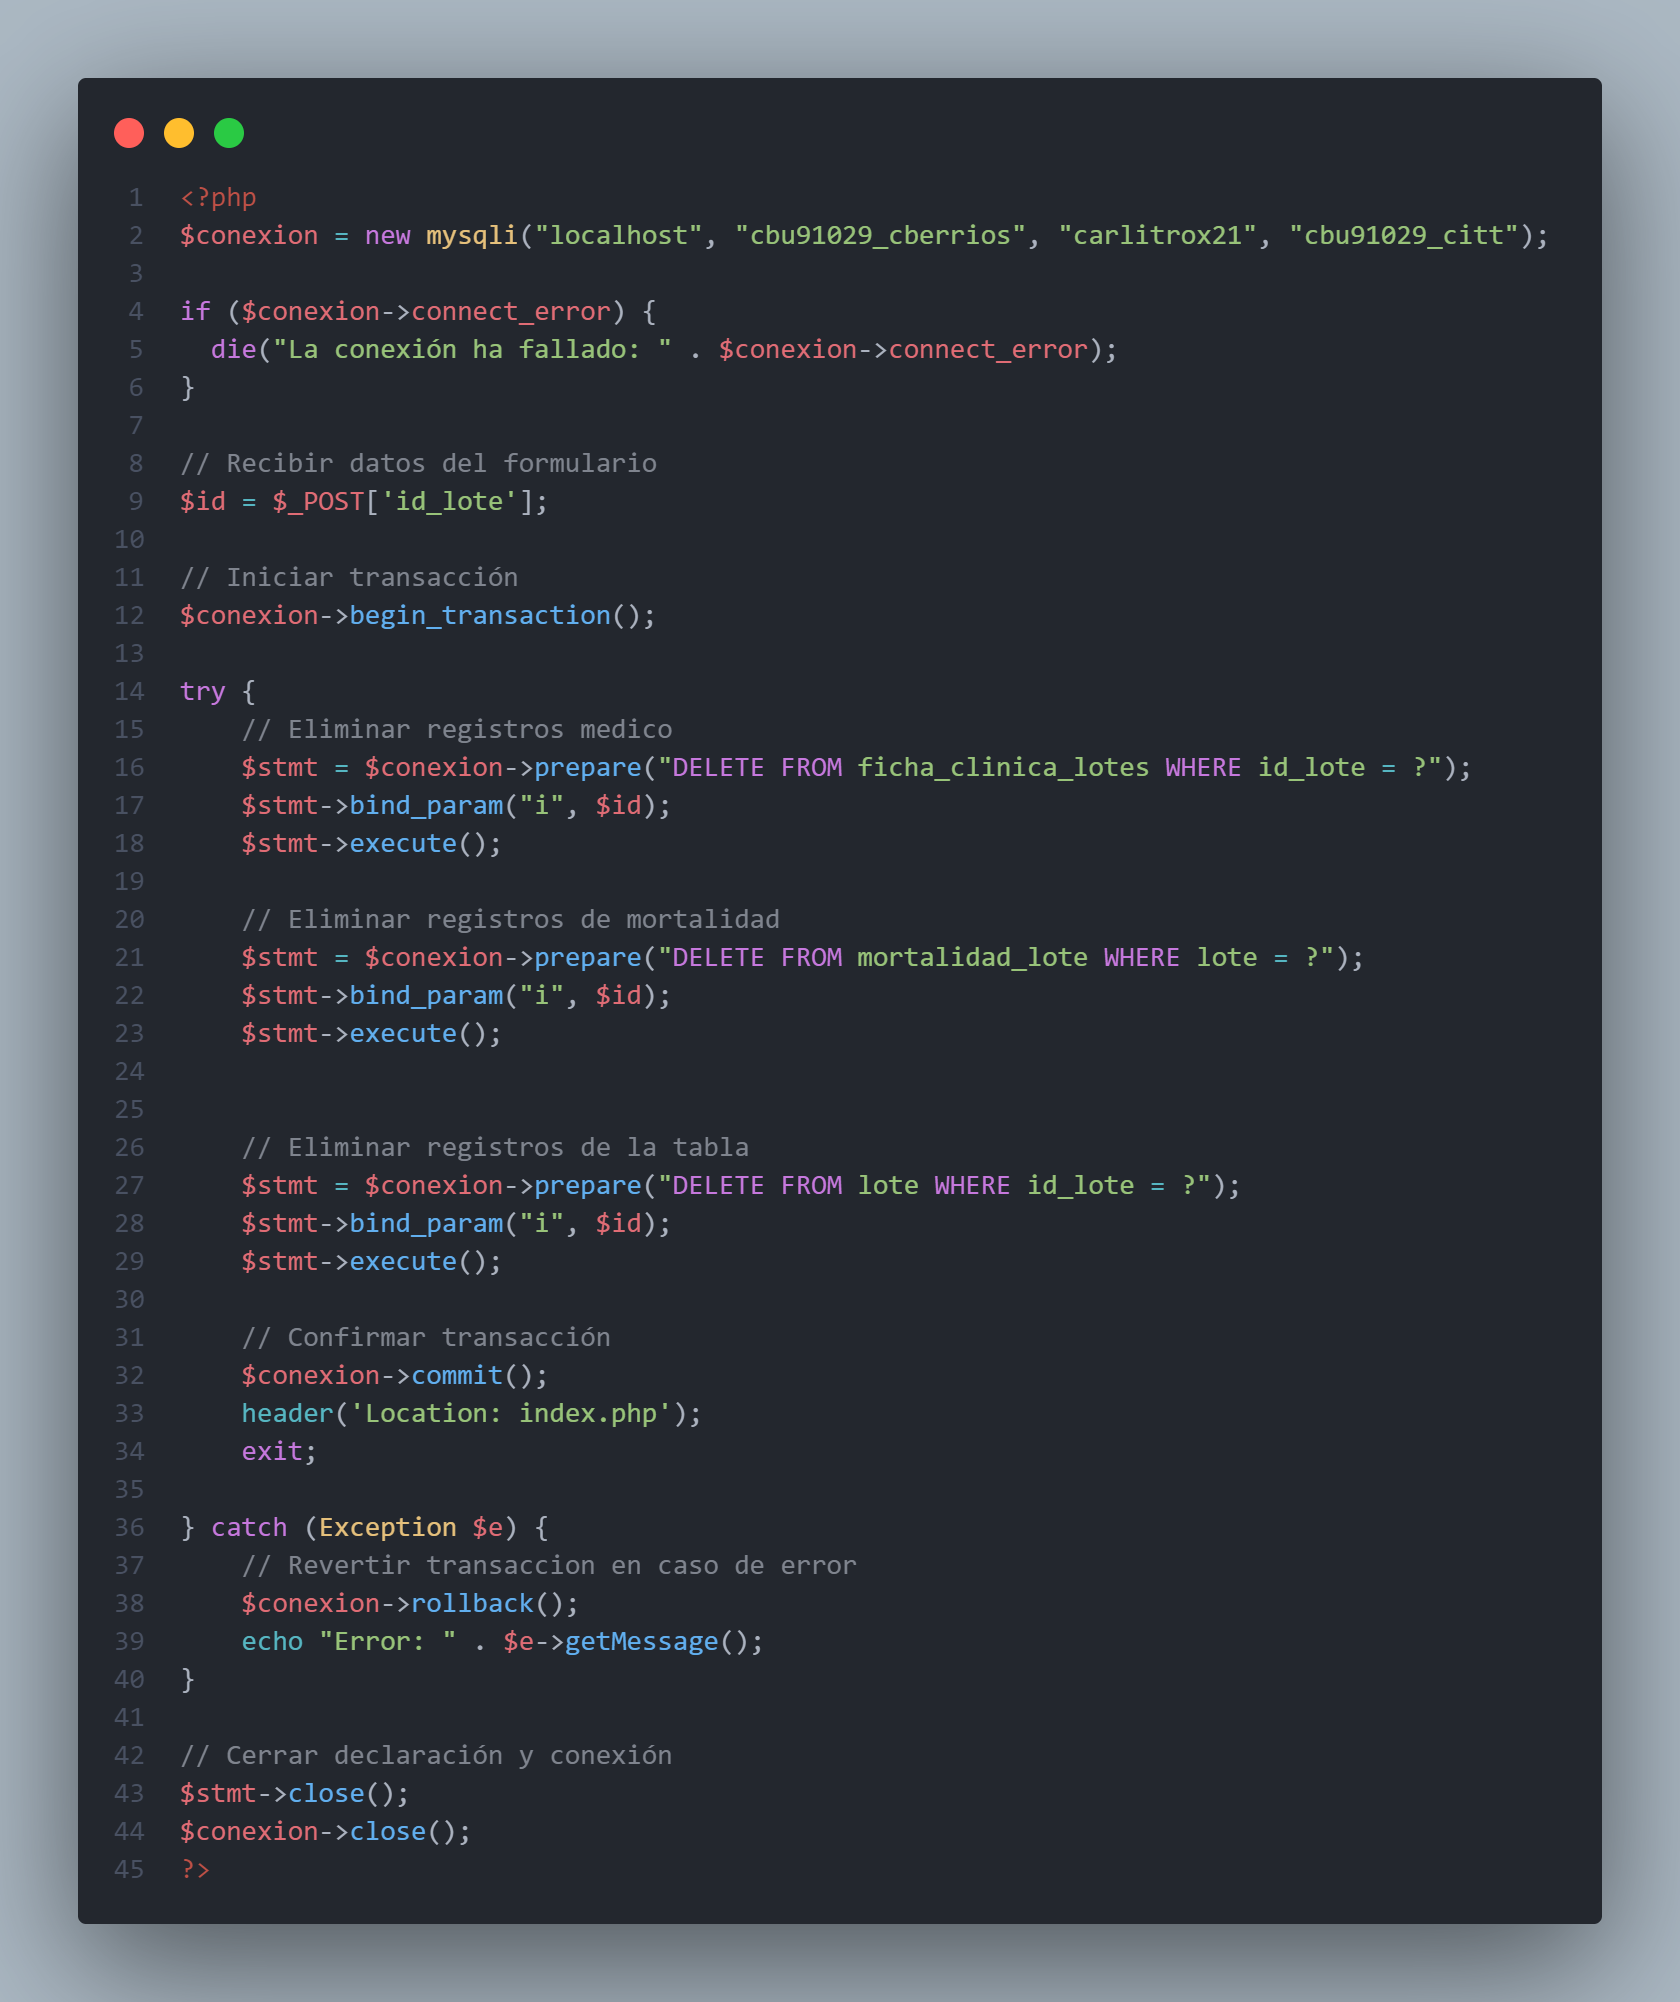 1 <?php
2 $conexion = new mysqli("localhost", "cbu91029_cberrios", "carlitrox21", "cbu91029_citt");
3
4 if ($conexion->connect_error) {
5   die("La conexión ha fallado: " . $conexion->connect_error);
6 }
7
8 // Recibir datos del formulario
9 $id = $_POST['id_lote'];
10
11 // Iniciar transacción
12 $conexion->begin_transaction();
13
14 try {
15     // Eliminar registros medico
16     $stmt = $conexion->prepare("DELETE FROM ficha_clinica_lotes WHERE id_lote = ?");
17     $stmt->bind_param("i", $id);
18     $stmt->execute();
19
20     // Eliminar registros de mortalidad
21     $stmt = $conexion->prepare("DELETE FROM mortalidad_lote WHERE lote = ?");
22     $stmt->bind_param("i", $id);
23     $stmt->execute();
24
25
26     // Eliminar registros de la tabla
27     $stmt = $conexion->prepare("DELETE FROM lote WHERE id_lote = ?");
28     $stmt->bind_param("i", $id);
29     $stmt->execute();
30
31     // Confirmar transacción
32     $conexion->commit();
33     header('Location: index.php');
34     exit;
35
36 } catch (Exception $e) {
37     // Revertir transaccion en caso de error
38     $conexion->rollback();
39     echo "Error: " . $e->getMessage();
40 }
41
42 // Cerrar declaración y conexión
43 $stmt->close();
44 $conexion->close();
45 ?>